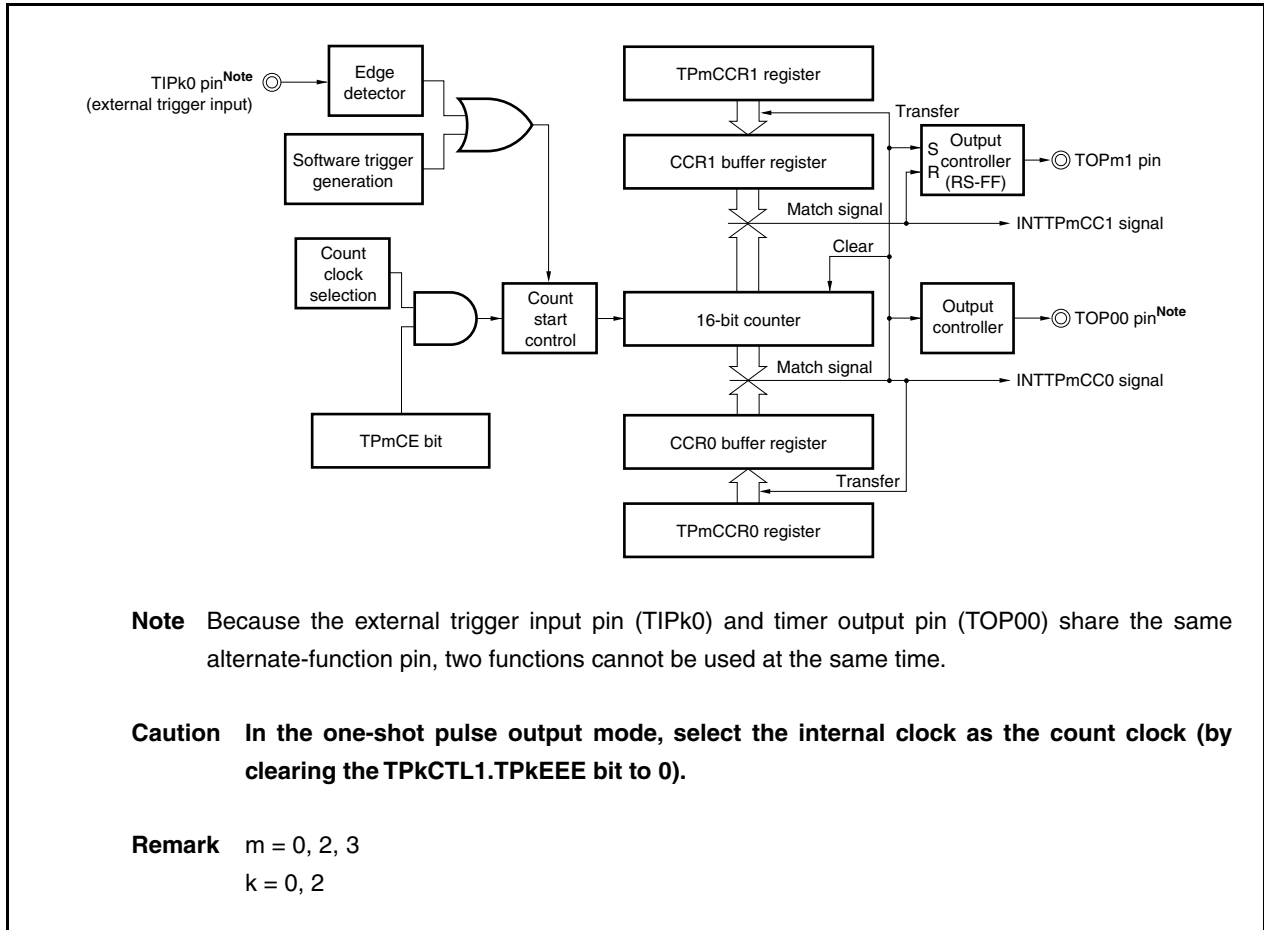 TIPk0 pinNote
(external trigger input)
Edge
detector
Software trigger
generation
Count
clock
selection
TPmCE bit
Count
start
control
TPmCCR1 register
Transfer
CCR1 buffer register
Match signal
Clear
16-bit counter
Match signal
CCR0 buffer register
Transfer
TPmCCR0 register
S
R
Output
controller
(RS-FF)
TOPm1 pin
INTTPmCC1 signal
Output
controller
TOP00 pinNote
INTTPmCC0 signal
Note Because the external trigger input pin (TIPk0) and timer output pin (TOP00) share the same
alternate-function pin, two functions cannot be used at the same time.
Caution In the one-shot pulse output mode, select the internal clock as the count clock (by
clearing the TPkCTL1.TPkEEE bit to 0).
Remark m = 0, 2, 3
k = 0, 2